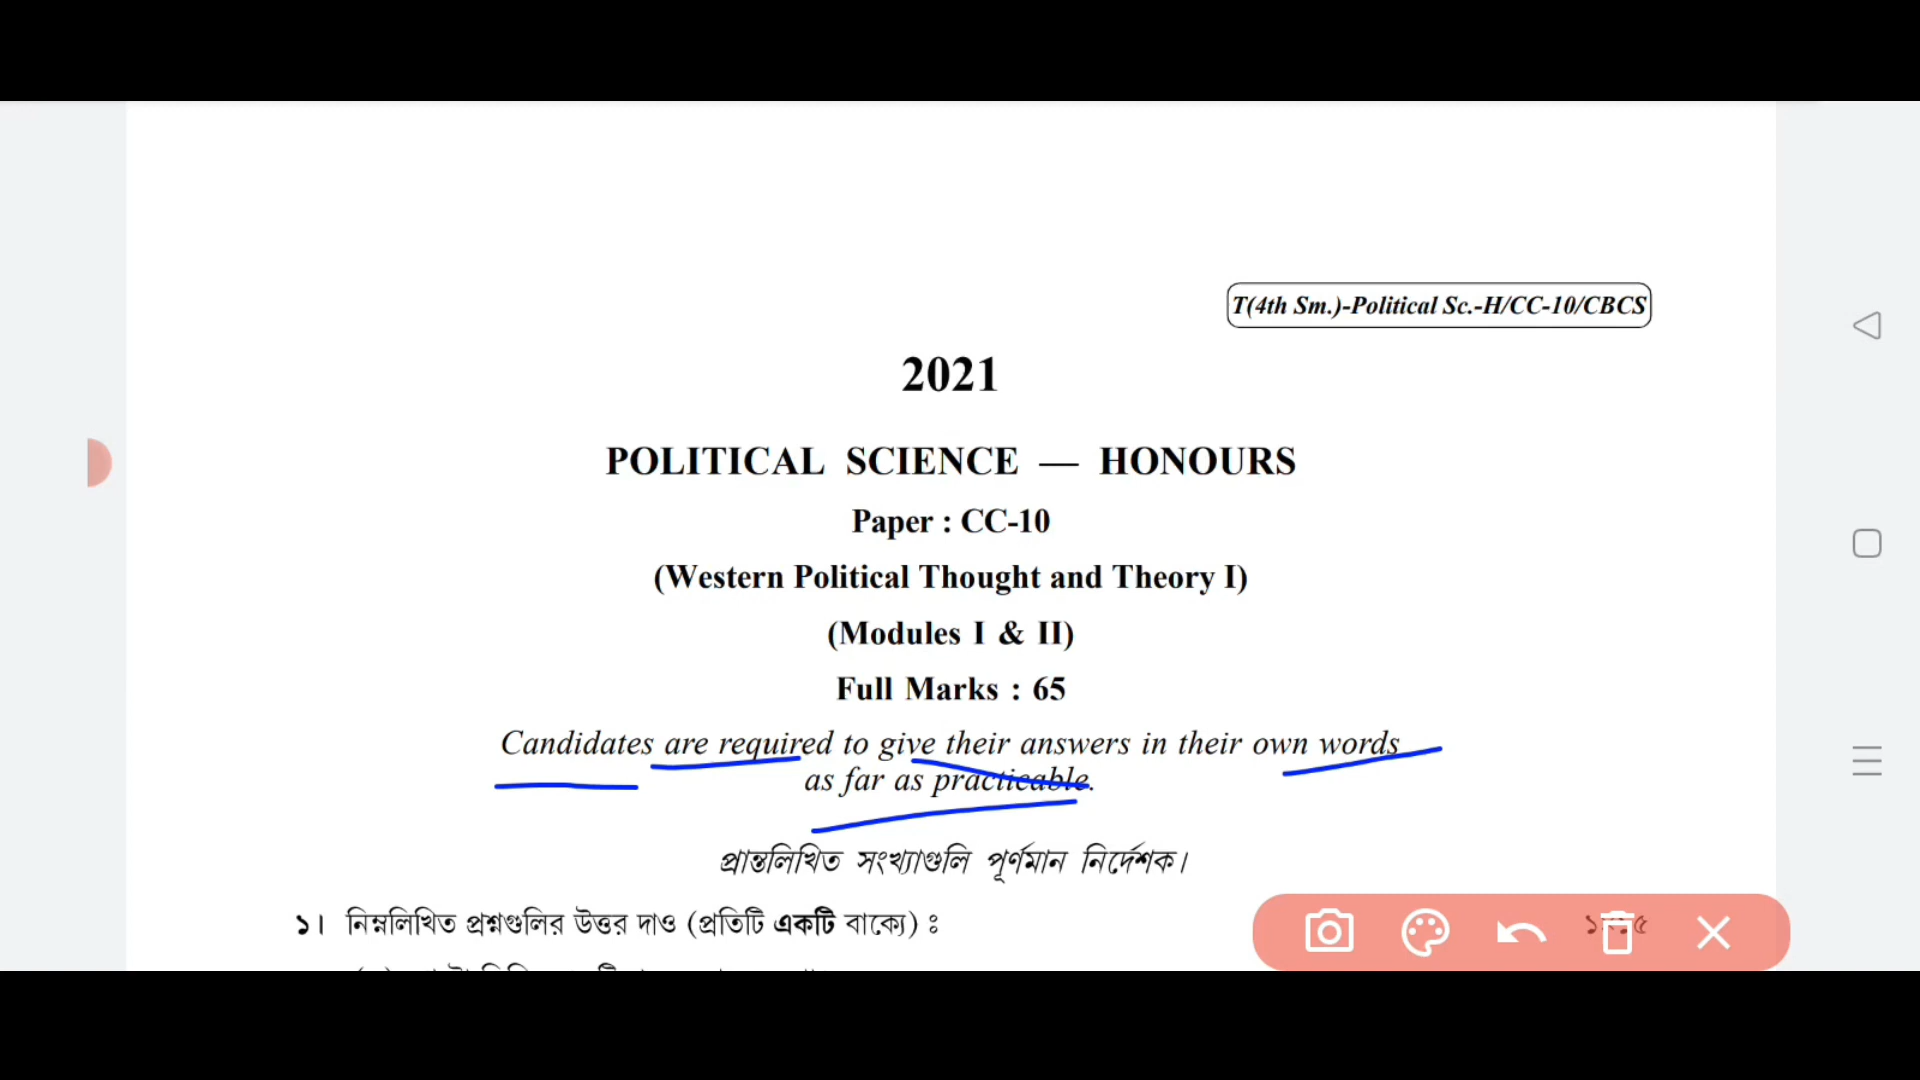 T(4th Sm.)-Political Sc.-H/CC-10/CBCS
2021
POLITICAL SCIENCE — HONOURS
Paper : CC-10
(Western Political Thought and Theory I)
(Modules I & II)
Full Marks : 65
Candidates are required to give their answers in their own words
as far as practicable.
প্রান্তলিখিত সংখ্যাগুলি পূর্ণমান নির্দেশক।
১। নিম্নলিখিত প্রশ্নগুলির উত্তর দাও (প্রতিটি একটি বাক্যে) ঃ